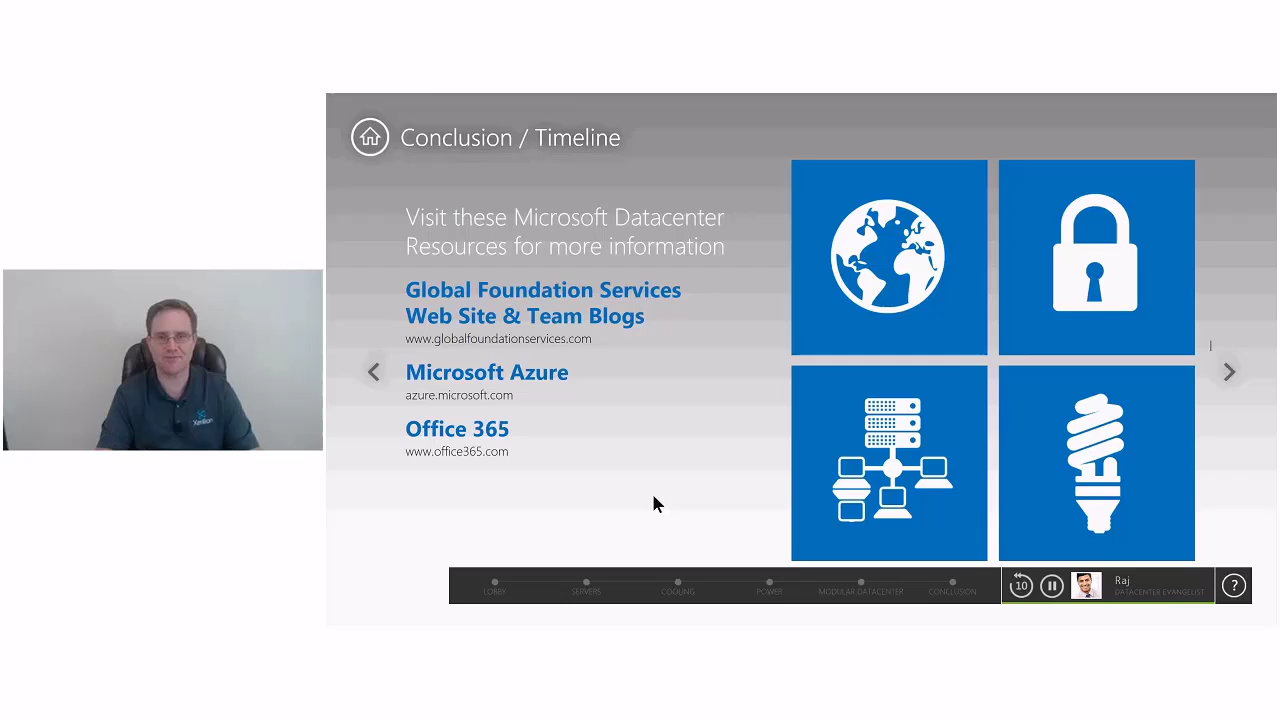 Conclusion / Timeline
Visit these Microsoft Datacenter
Resources for more information
Global Foundation Services
Web Site & Team Blogs
www.globalfoundationservices.com
Microsoft Azure
azure.microsoft.com
Office 365
www.office365.com
LOBBY
SERVERS
COOLING
POWER
MODULAR DATACENTER
CONCLUSION
10
Raj
DATACENTER EVANGELIST
?